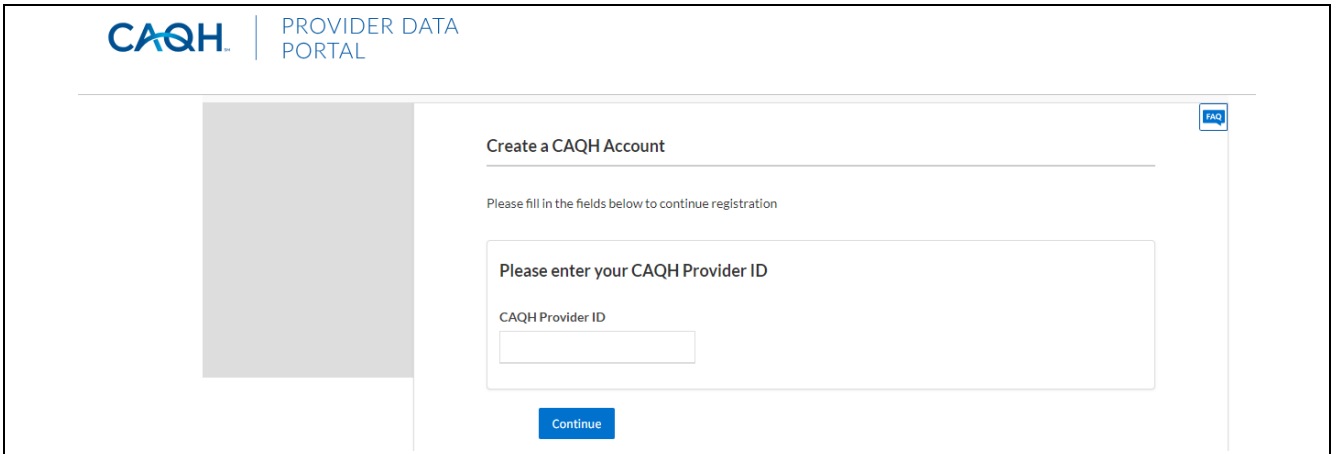 CAQH
PROVIDER DATA
PORTAL
FAQ
Create a CAQH Account
Please fill in the fields below to continue registration
Please enter your CAQH Provider ID
CAQH Provider ID
Continue